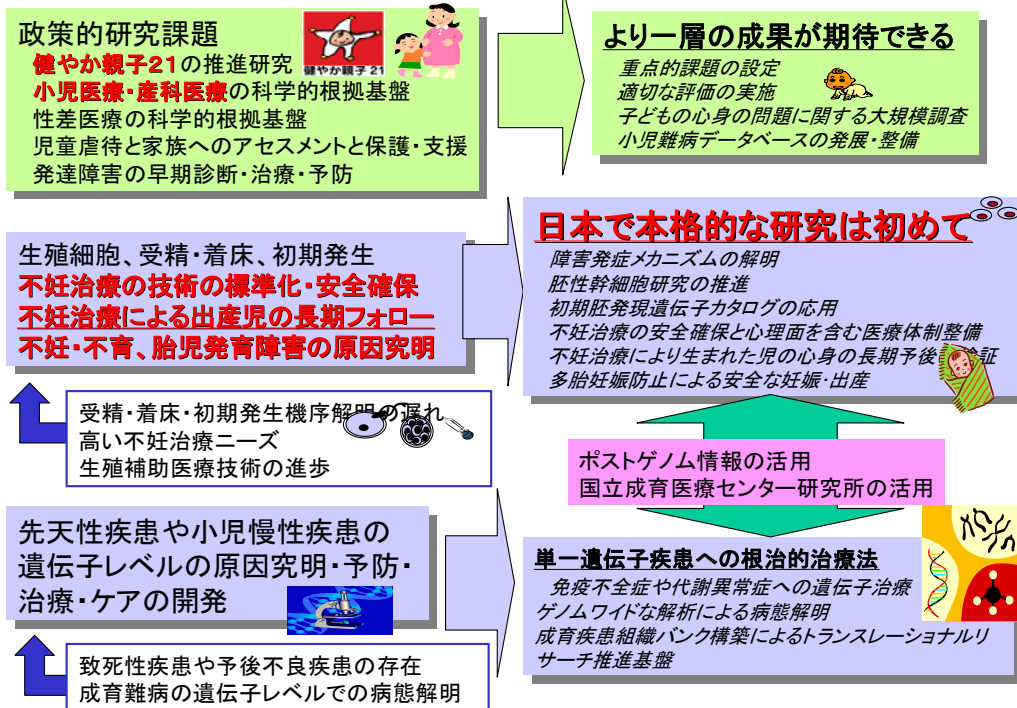 政策的研究課題
健やか親子21の推進研究
小児医療・産科医療の科学的根拠基盤
性差医療の科学的根拠基盤
児童虐待と家族へのアセスメントと保護・支援
発達障害の早期診断・治療・予防
健やか親子21
より一層の成果が期待できる
重点的課題の設定
適切な評価の実施
子どもの心身の問題に関する大規模調査
小児難病データベースの発展・整備
生殖細胞、受精・着床、初期発生
不妊治療の技術の標準化・安全確保
不妊治療による出産児の長期フォロー
不妊・不育、胎児発育障害の原因究明
日本で本格的な研究は初めて
障害発症メカニズムの解明
胚性幹細胞研究の推進
初期胚発現遺伝子カタログの応用
不妊治療の安全確保と心理面を含む医療体制整備
不妊治療により生まれた児の心身の長期予後 証
多胎妊娠防止による安全な妊娠・出産
受精・着床・初期発生機序解明の遅れ
高い不妊治療ニーズ
生殖補助医療技術の進歩
ポストゲノム情報の活用
国立成育医療センター研究所の活用
先天性疾患や小児慢性疾患の
遺伝子レベルの原因究明・予防・
治療・ケアの開発
単一遺伝子疾患への根治的治療法
免疫不全症や代謝異常症への遺伝子治療
ゲノムワイドな解析による病態解明
成育疾患組織バンク構築によるトランスレーショナルリ
サーチ推進基盤
致死性疾患や予後不良疾患の存在
成育難病の遺伝子レベルでの病態解明